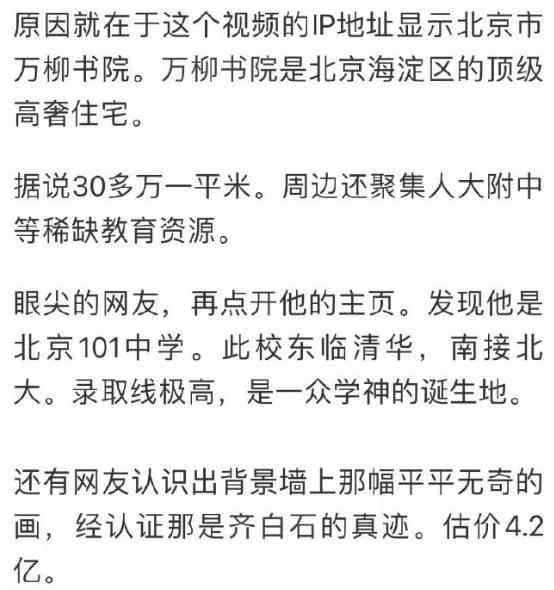 原因就在于这个视频的IP地址显示北京市
万柳书院。万柳书院是北京海淀区的顶级
高奢住宅。
据说30多万一平米。周边还聚集人大附中
等稀缺教育资源。
眼尖的网友，再点开他的主页。发现他是
北京101中学。此校东临清华，南接北
大。录取线极高，是一众学神的诞生地。
还有网友认识出背景墙上那幅平平无奇的
画，经认证那是齐白石的真迹。估价4.2
亿。